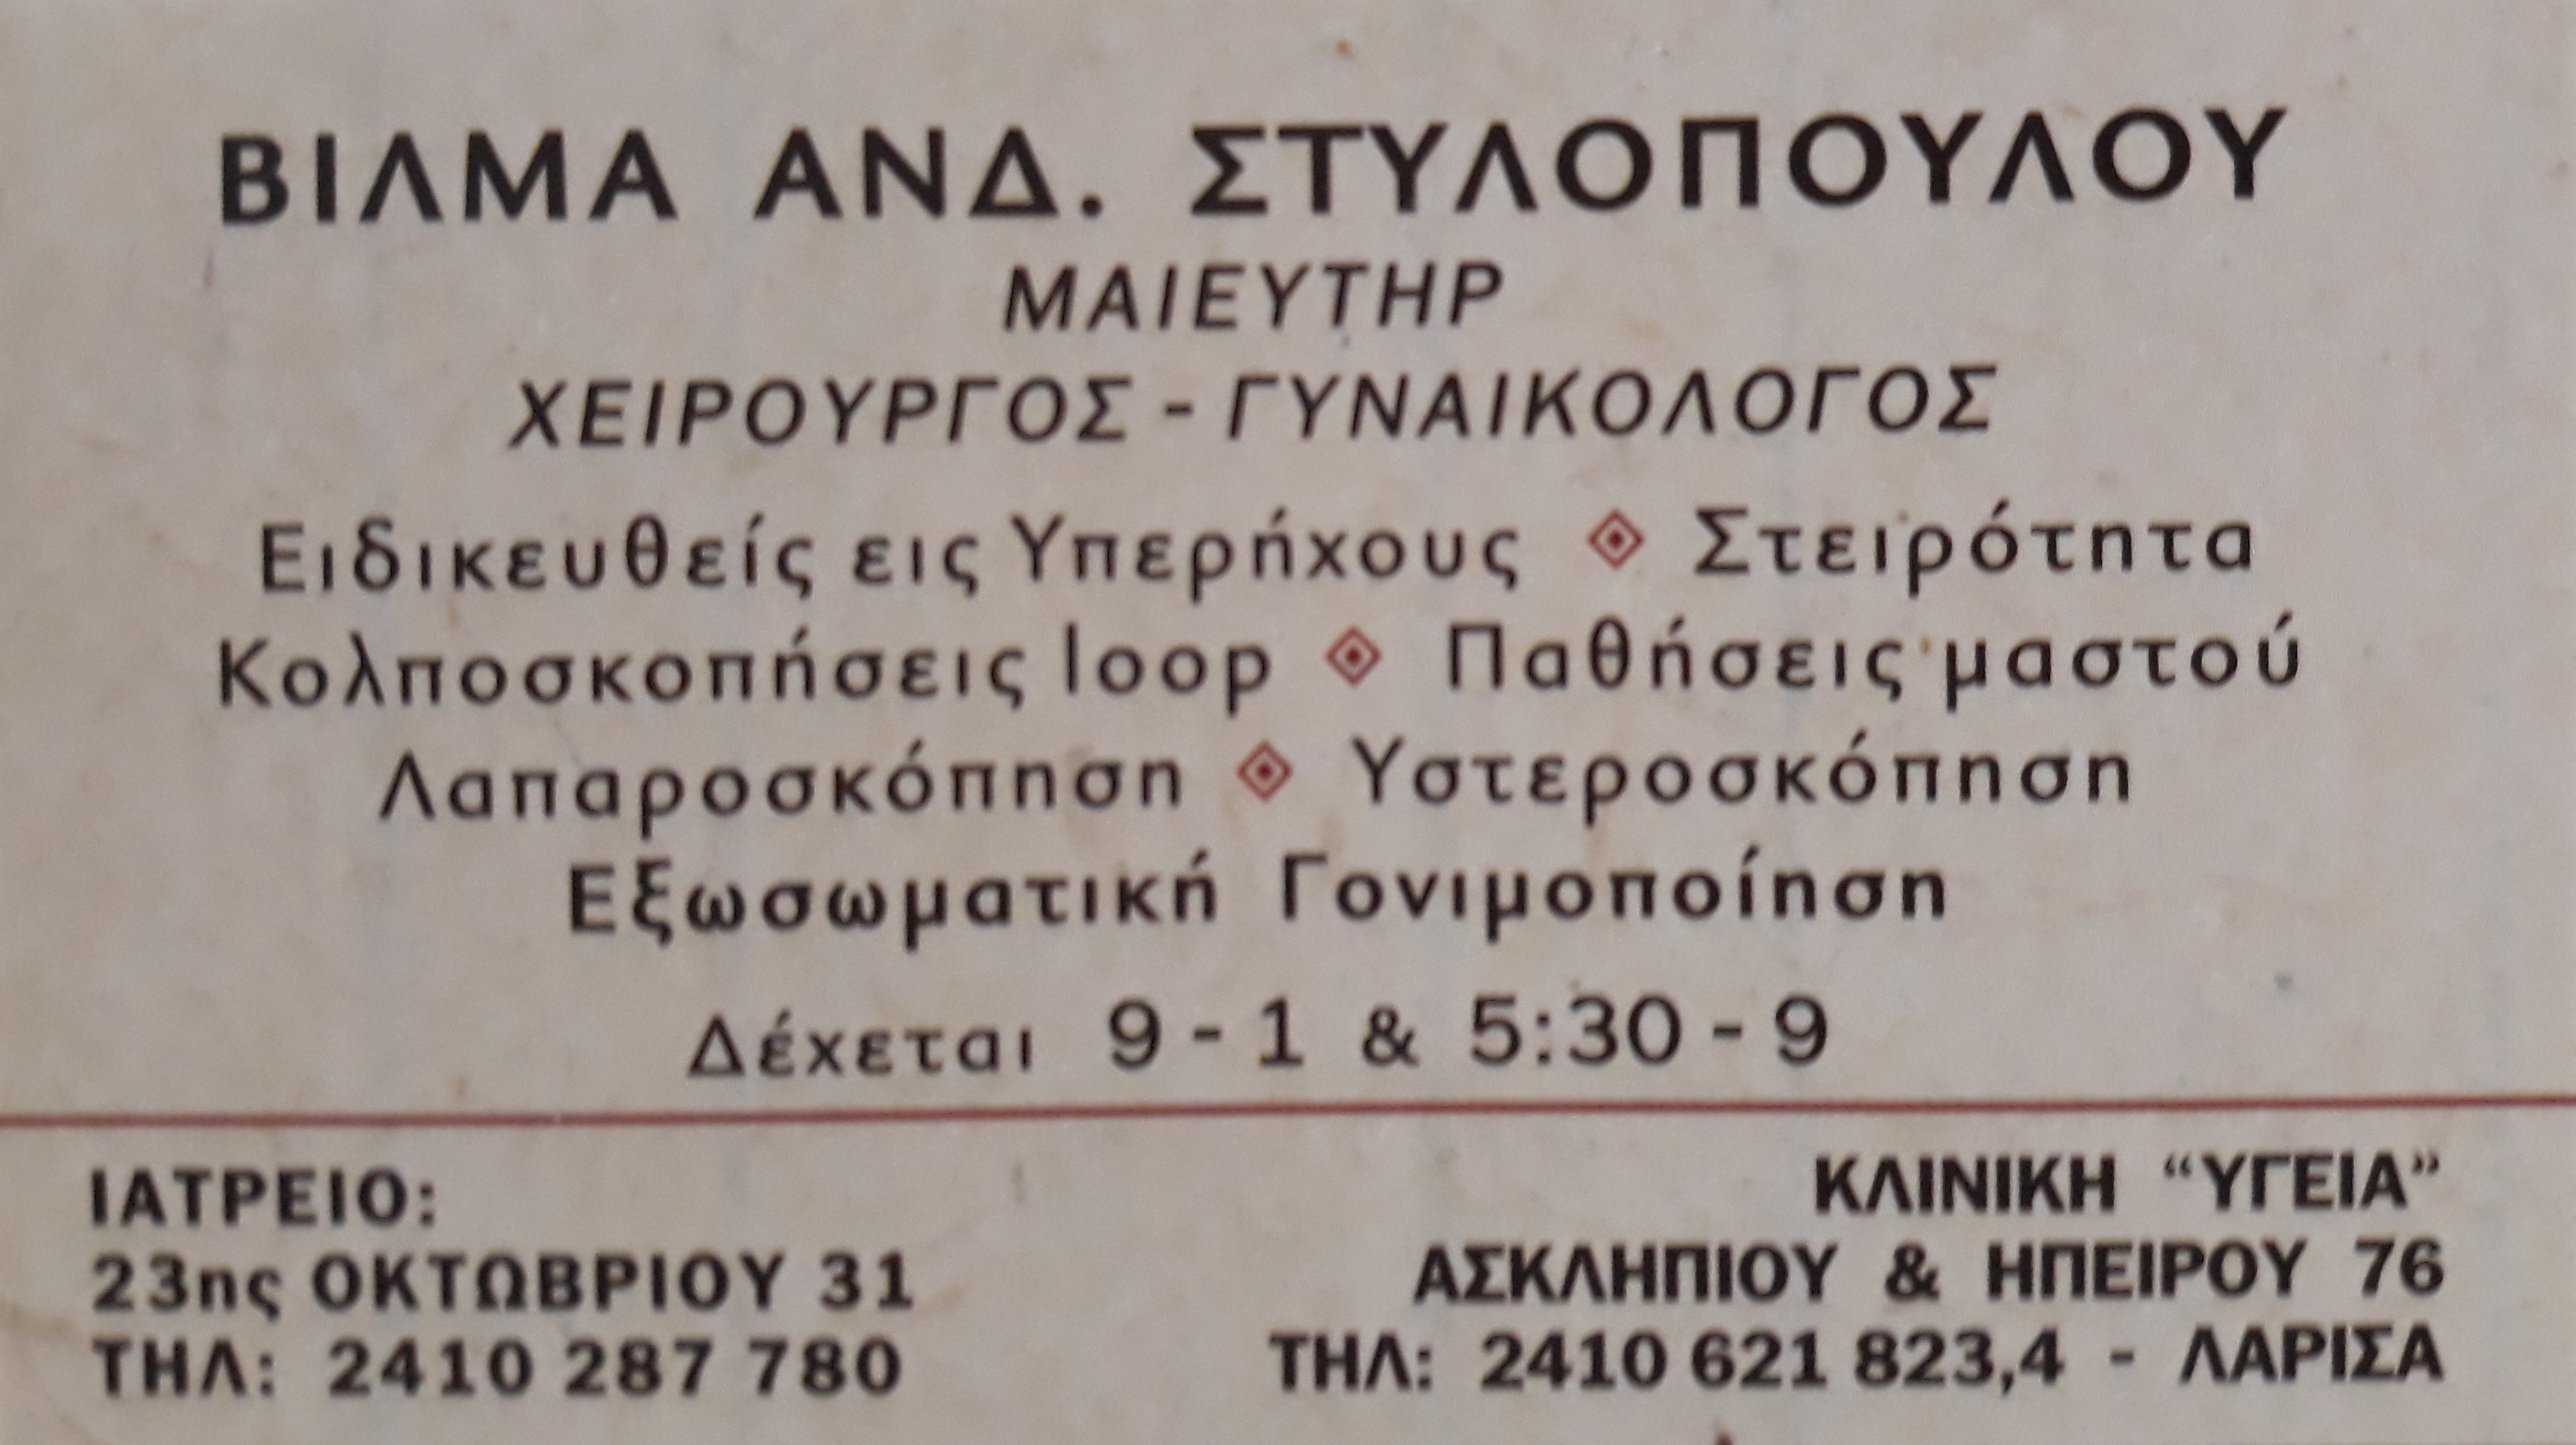 ΒΙΛΜΑ ΑΝΔ. ΣΤΥΛΟΠΟΥΛΟΥ
ΜΑΙΕΥΤΗΡ
ΧΕΙΡΟΥΡΓΟΣ - ΓΥΝΑΙΚΟΛΟΓΟΣ
Ειδικευθείς εις Υπερήχους Στειρότητα
Κολποσκοπήσεις loop Παθήσεις μαστού
Λαπαροσκόπηση Υστεροσκόπηση
Εξωσωματική Γονιμοποίηση
Δέχεται 9 - 1 & 5:30 - 9
ΙΑΤΡΕΙΟ:
23ης ΟΚΤΩΒΡΙΟΥ 31
ΤΗΛ: 2410 287 780
ΚΛΙΝΙΚΗ “ΥΓΕΙΑ”
ΑΣΚΛΗΠΙΟΥ & ΗΠΕΙΡΟΥ 76
ΤΗΛ: 2410 621 823,4 - ΛΑΡΙΣΑ